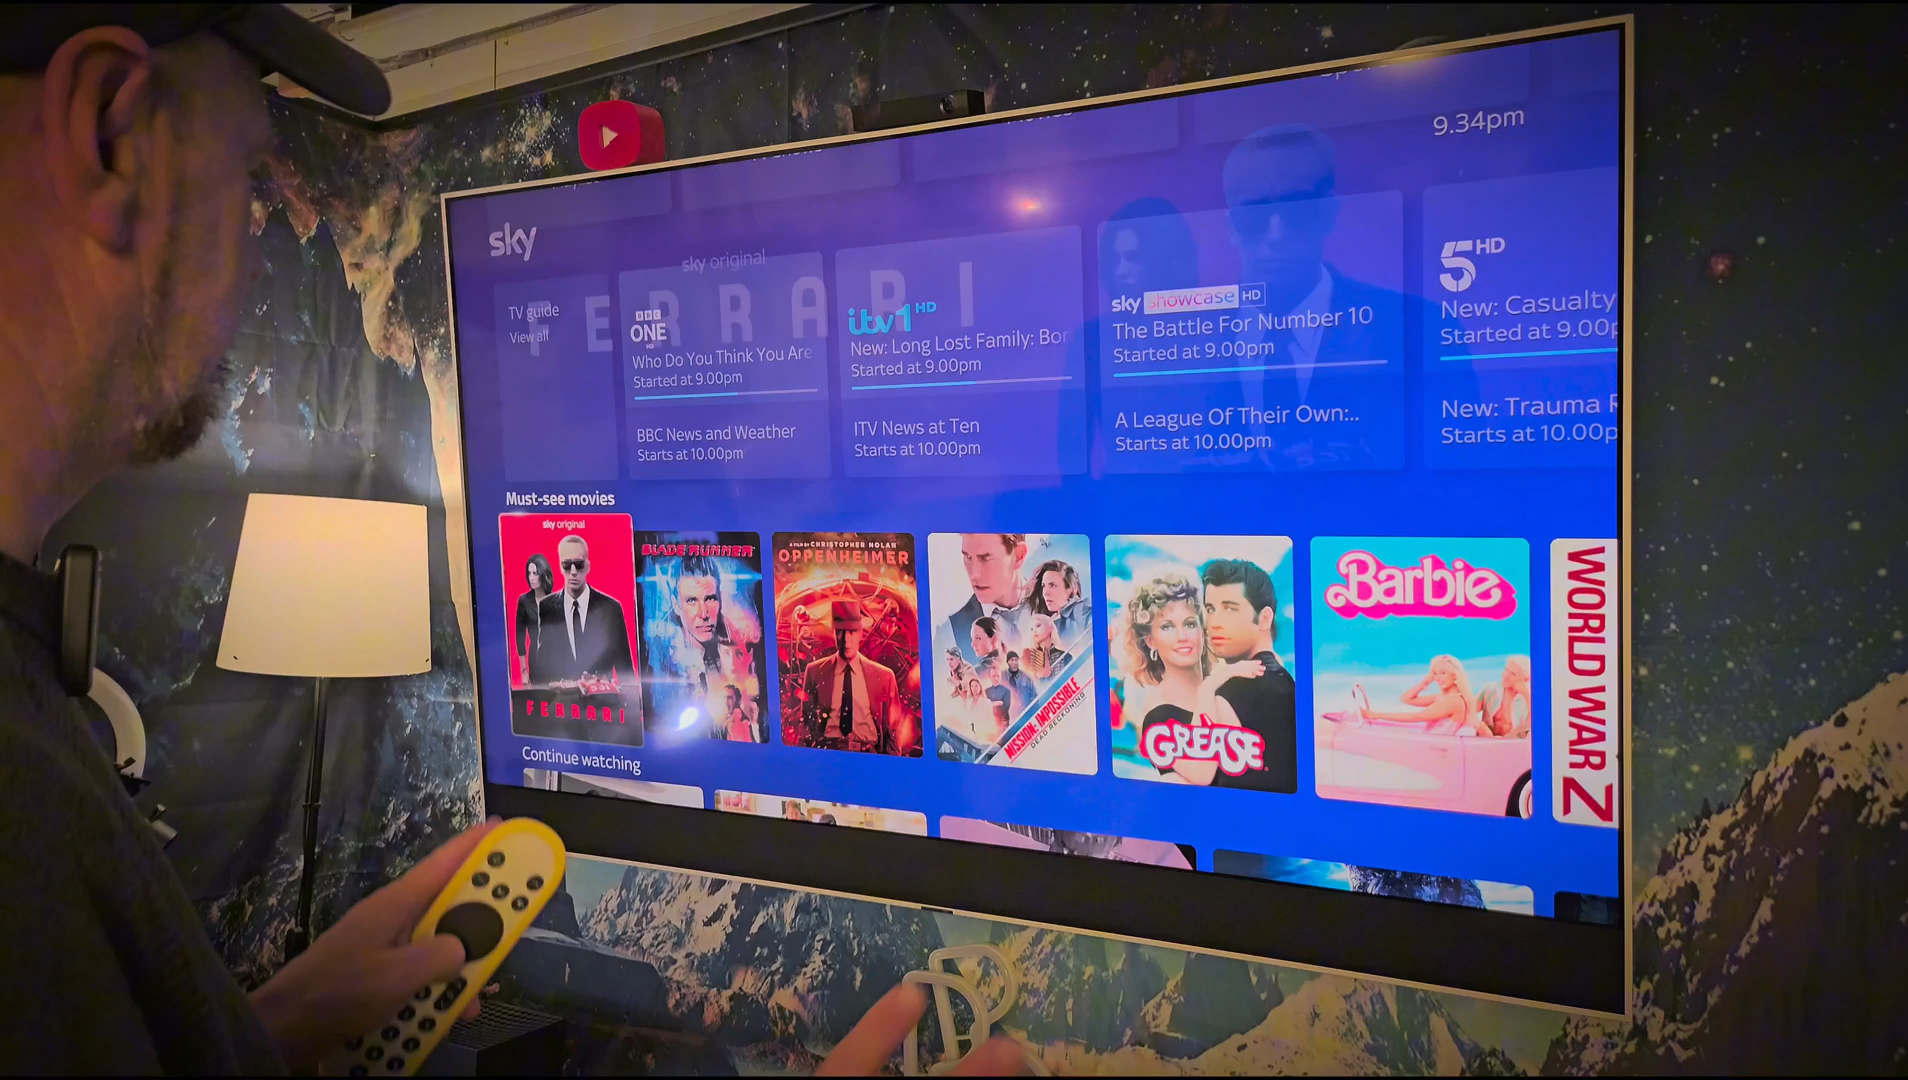 9.34pm
sky
sky original
FERRARI
TV guide
View all
BBC
ONE
HD
Who Do You Think You Are
Started at 9.00pm
BBC News and Weather
Starts at 10.00pm
itv1 HD
New: Long Lost Family: Bor
Started at 9.00pm
ITV News at Ten
Starts at 10.00pm
sky showcase HD
The Battle For Number 10
Started at 9.00pm
A League Of Their Own:...
Starts at 10.00pm
5 HD
New: Casualty
Started at 9.00p
New: Trauma
Starts at 10.00p
Must-see movies
sky original
FERRARI
BLADE RUNNER
A FILM BY CHRISTOPHER NOLAN
OPPENHEIMER
MISSION: IMPOSSIBLE
DEAD RECKONING
GREASE
Barbie
WORLD WAR Z
Continue watching